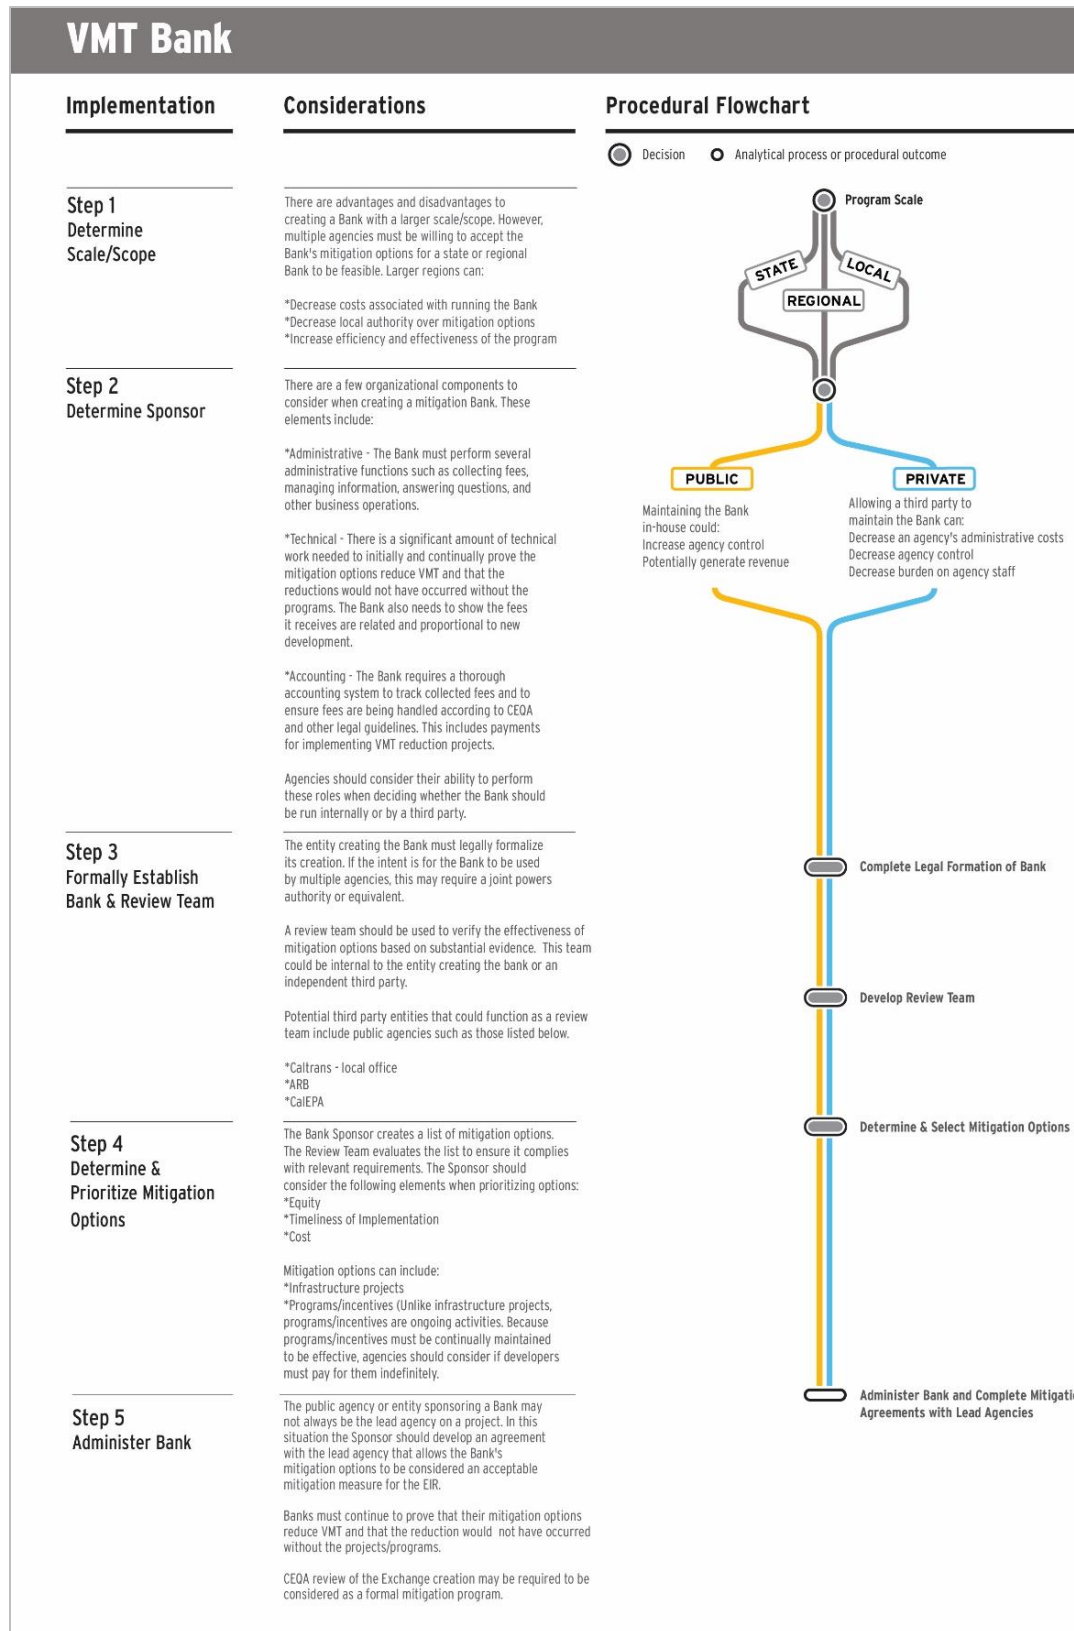 VMT Bank
Implementation
Considerations
Procedural Flowchart
Decision
Analytical process or procedural outcome
Step 1
Determine
Scale/Scope
There are advantages and disadvantages to
creating a Bank with a larger scale/scope. However,
multiple agencies must be willing to accept the
Bank's mitigation options for a state or regional
Bank to be feasible. Larger regions can:
*Decrease costs associated with running the Bank
*Decrease local authority over mitigation options
*Increase efficiency and effectiveness of the program
Program Scale
STATE
LOCAL
REGIONAL
Step 2
Determine Sponsor
There are a few organizational components to
consider when creating a mitigation Bank. These
elements include:
*Administrative - The Bank must perform several
administrative functions such as collecting fees,
managing information, answering questions, and
other business operations.
*Technical - There is a significant amount of technical
work needed to initially and continually prove the
mitigation options reduce VMT and that the
reductions would not have occurred without the
programs. The Bank also needs to show the fees
it receives are related and proportional to new
development.
*Accounting - The Bank requires a thorough
accounting system to track collected fees and to
ensure fees are being handled according to CEQA
and other legal guidelines. This includes payments
for implementing VMT reduction projects.
Agencies should consider their ability to perform
these roles when deciding whether the Bank should
be run internally or by a third party.
PUBLIC
Maintaining the Bank
in-house could:
Increase agency control
Potentially generate revenue
PRIVATE
Allowing a third party to
maintain the Bank can:
Decrease an agency's administrative costs
Decrease agency control
Decrease burden on agency staff
Step 3
Formally Establish
Bank & Review Team
The entity creating the Bank must legally formalize
its creation. If the intent is for the Bank to be used
by multiple agencies, this may require a joint powers
authority or equivalent.
A review team should be used to verify the effectiveness of
mitigation options based on substantial evidence. This team
could be internal to the entity creating the bank or an
independent third party.
Potential third party entities that could function as a review
team include public agencies such as those listed below.
*Caltrans - local office
*ARB
*CalEPA
Complete Legal Formation of Bank
Develop Review Team
Step 4
Determine &
Prioritize Mitigation
Options
The Bank Sponsor creates a list of mitigation options.
The Review Team evaluates the list to ensure it complies
with relevant requirements. The Sponsor should
consider the following elements when prioritizing options:
*Equity
*Timeliness of Implementation
*Cost
Mitigation options can include:
*Infrastructure projects
*Programs/incentives (Unlike infrastructure projects,
programs/incentives are ongoing activities. Because
programs/incentives must be continually maintained
to be effective, agencies should consider if developers
must pay for them indefinitely.
Determine & Select Mitigation Options
Step 5
Administer Bank
The public agency or entity sponsoring a Bank may
not always be the lead agency on a project. In this
situation the Sponsor should develop an agreement
with the lead agency that allows the Bank's
mitigation options to be considered an acceptable
mitigation measure for the EIR.
Banks must continue to prove that their mitigation options
reduce VMT and that the reduction would not have occurred
without the projects/programs.
CEQA review of the Exchange creation may be required to be
considered as a formal mitigation program.
Administer Bank and Complete Mitigati
Agreements with Lead Agencies